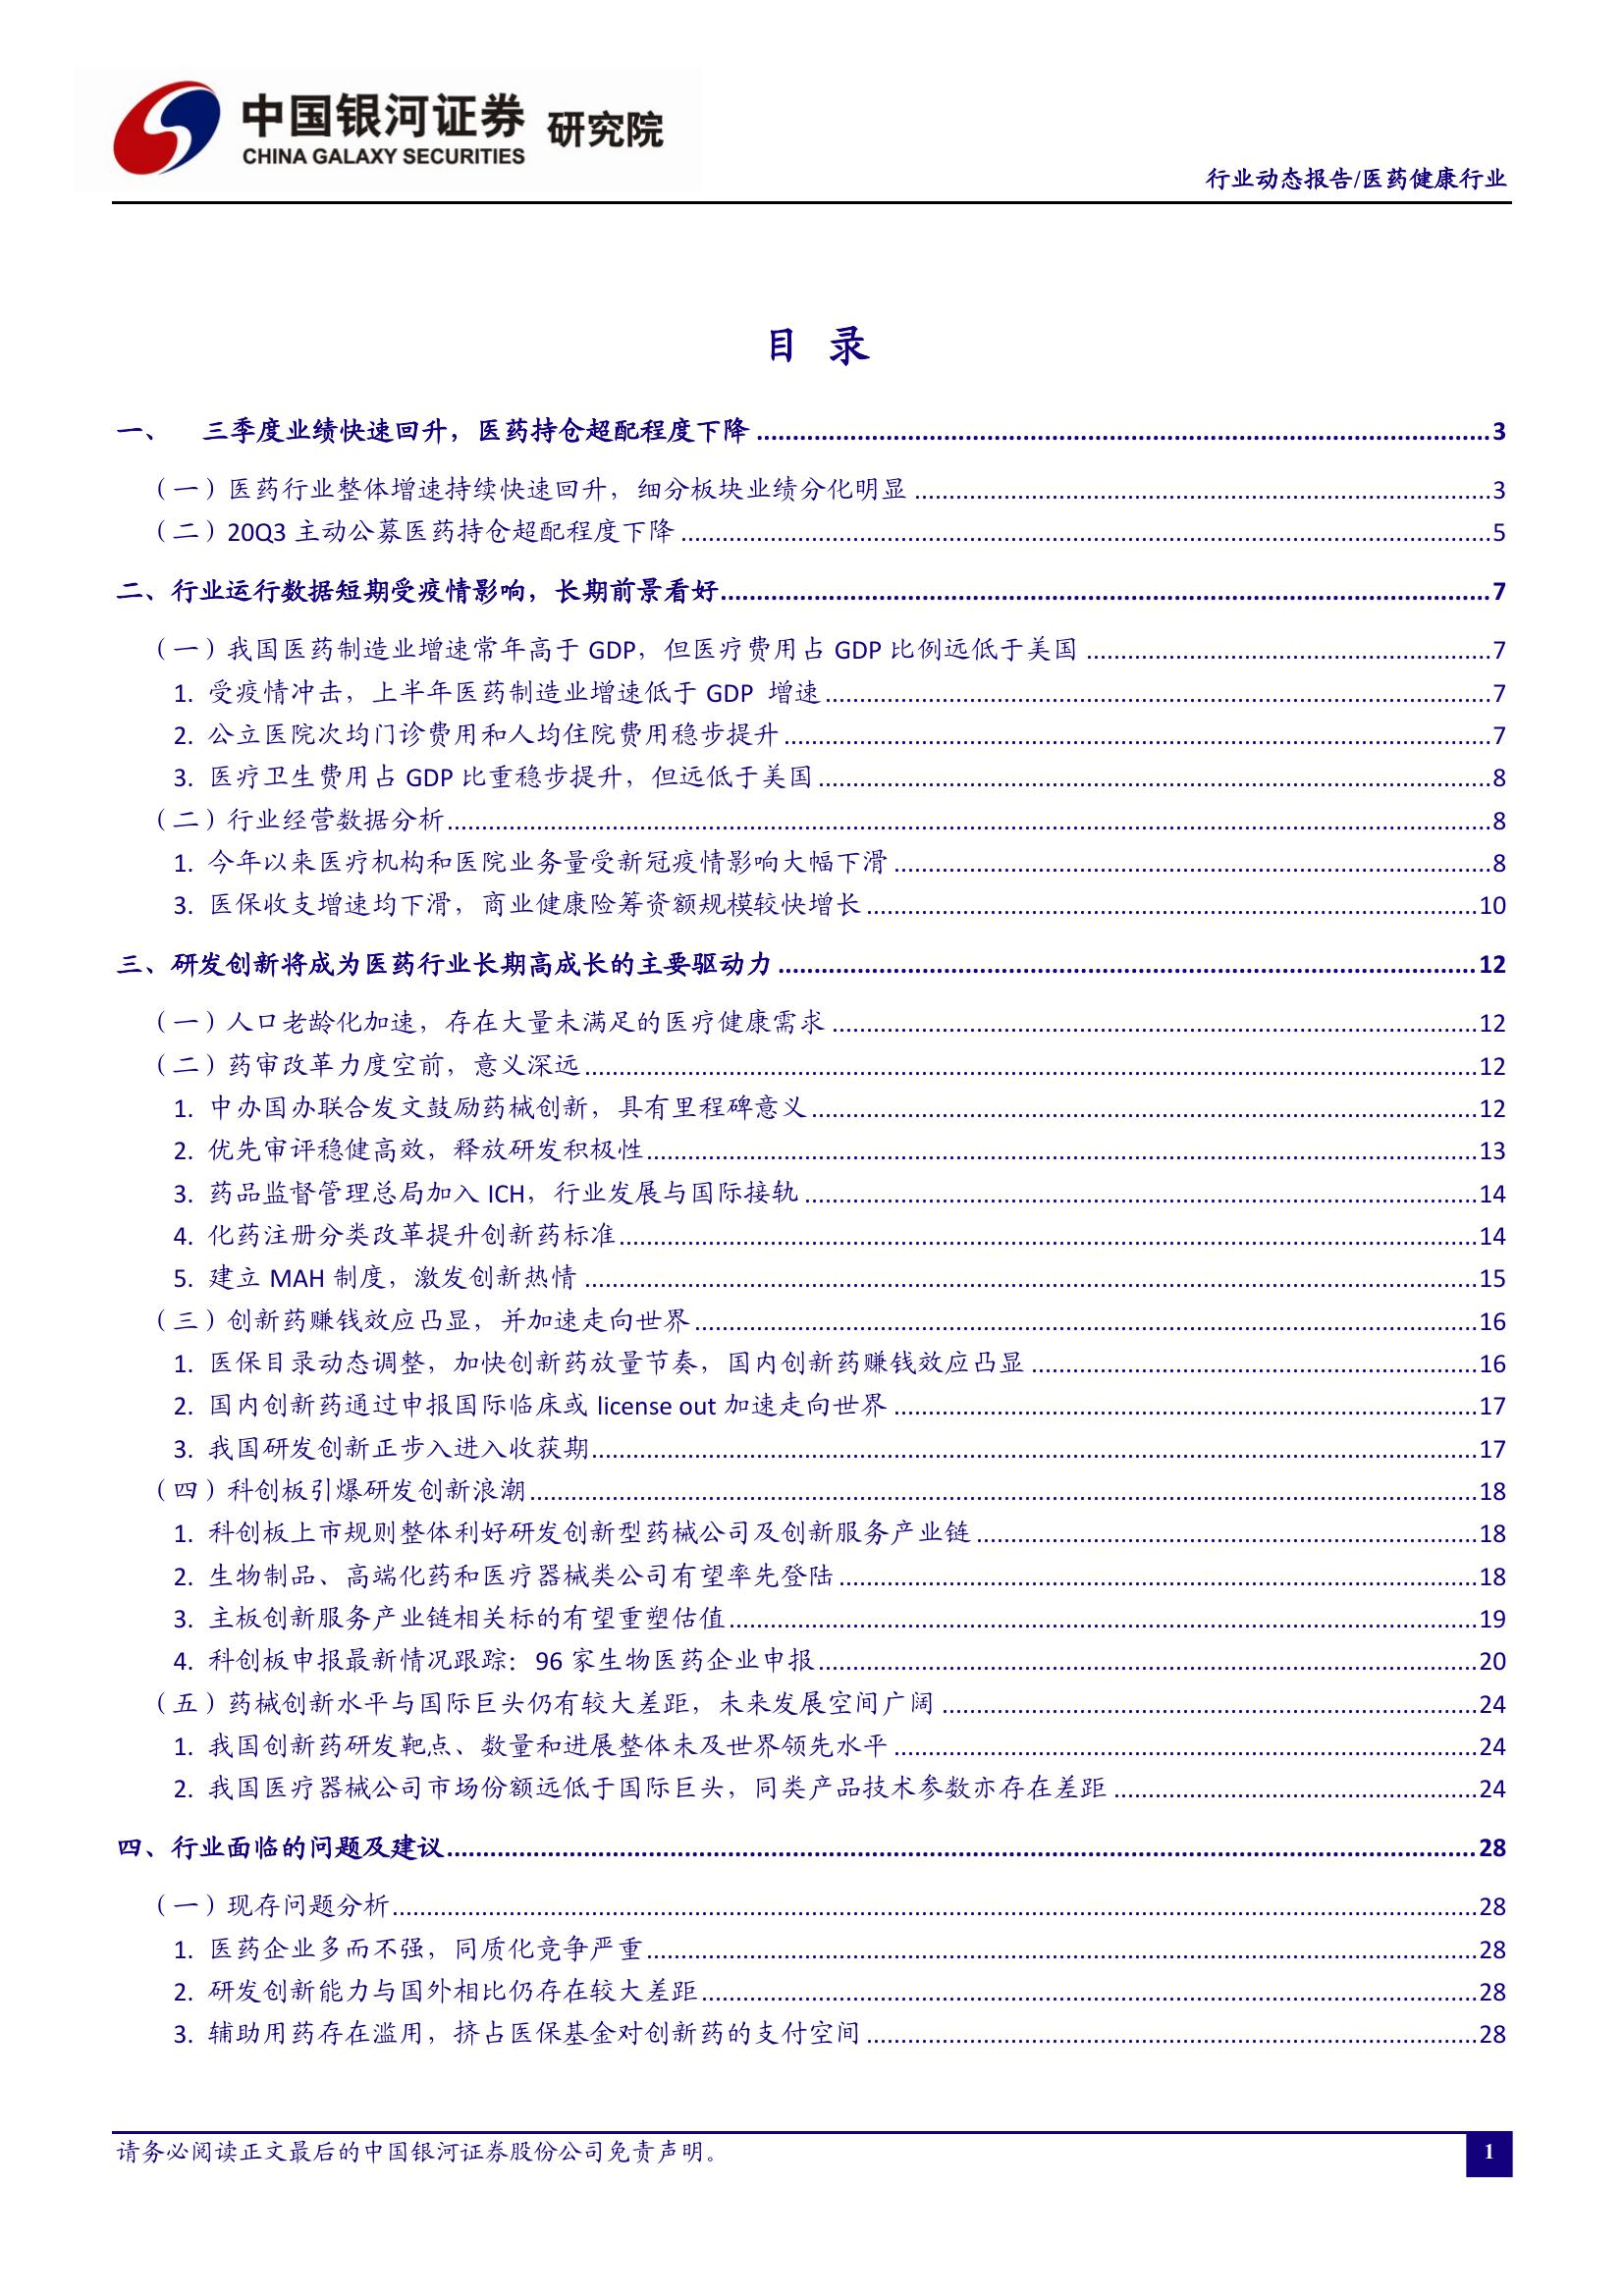 中国银河证券 研究院
CHINA GALAXY SECURITIES
行业动态报告/医药健康行业
目 录
一、 三季度业绩快速回升，医药持仓超配程度下降 3
（一）医药行业整体增速持续快速回升，细分板块业绩分化明显 3
（二）20Q3 主动公募医药持仓超配程度下降 5
二、行业运行数据短期受疫情影响，长期前景看好 7
（一）我国医药制造业增速常年高于 GDP，但医疗费用占 GDP 比例远低于美国 7
1. 受疫情冲击，上半年医药制造业增速低于 GDP 增速 7
2. 公立医院次均门诊费用和人均住院费用稳步提升 7
3. 医疗卫生费用占 GDP 比重稳步提升，但远低于美国 8
（二）行业经营数据分析 8
1. 今年以来医疗机构和医院业务量受新冠疫情影响大幅下滑 8
3. 医保收支增速均下滑，商业健康险筹资额规模较快增长 10
三、研发创新将成为医药行业长期高成长的主要驱动力 12
（一）人口老龄化加速，存在大量未满足的医疗健康需求 12
（二）药审改革力度空前，意义深远 12
1. 中办国办联合发文鼓励药械创新，具有里程碑意义 12
2. 优先审评稳健高效，释放研发积极性 13
3. 药品监督管理总局加入 ICH，行业发展与国际接轨 14
4. 化药注册分类改革提升创新药标准 14
5. 建立 MAH 制度，激发创新热情 15
（三）创新药赚钱效应凸显，并加速走向世界 16
1. 医保目录动态调整，加快创新药放量节奏，国内创新药赚钱效应凸显 16
2. 国内创新药通过申报国际临床或 license out 加速走向世界 17
3. 我国研发创新正步入进入收获期 17
（四）科创板引爆研发创新浪潮 18
1. 科创板上市规则整体利好研发创新型药械公司及创新服务产业链 18
2. 生物制品、高端化药和医疗器械类公司有望率先登陆 18
3. 主板创新服务产业链相关标的有望重塑估值 19
4. 科创板申报最新情况跟踪：96 家生物医药企业申报 20
（五）药械创新水平与国际巨头仍有较大差距，未来发展空间广阔 24
1. 我国创新药研发靶点、数量和进展整体未及世界领先水平 24
2. 我国医疗器械公司市场份额远低于国际巨头，同类产品技术参数亦存在差距 24
四、行业面临的问题及建议 28
（一）现存问题分析 28
1. 医药企业多而不强，同质化竞争严重 28
2. 研发创新能力与国外相比仍存在较大差距 28
3. 辅助用药存在滥用，挤占医保基金对创新药的支付空间 28
请务必阅读正文最后的中国银河证券股份公司免责声明。
1